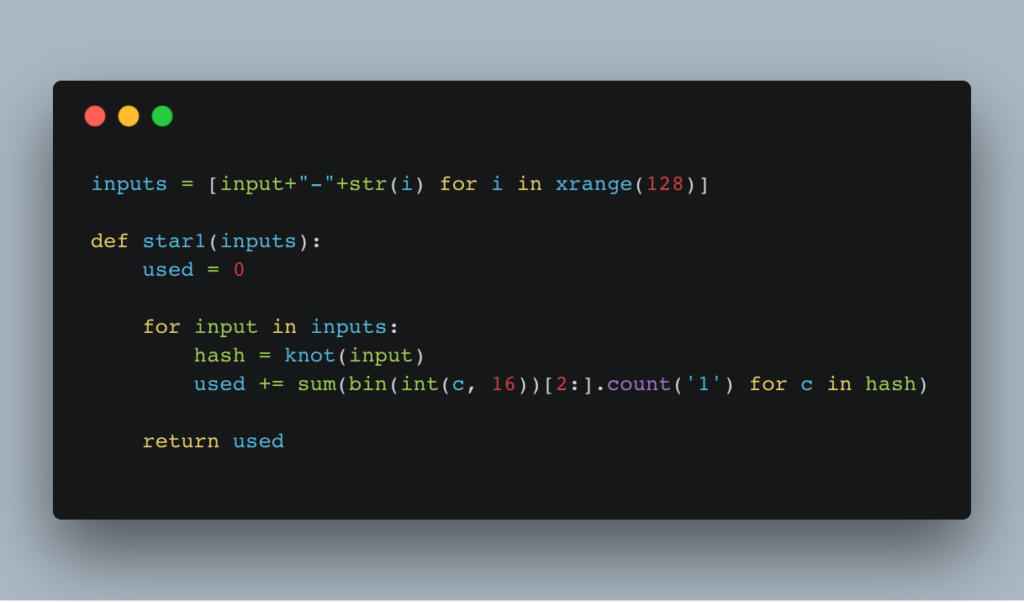 inputs = [input+"-"+str(i) for i in xrange(128)]
def star1(inputs):
    used = 0
    for input in inputs:
        hash = knot(input)
        used += sum(bin(int(c, 16))[2:].count('1') for c in hash)
    return used